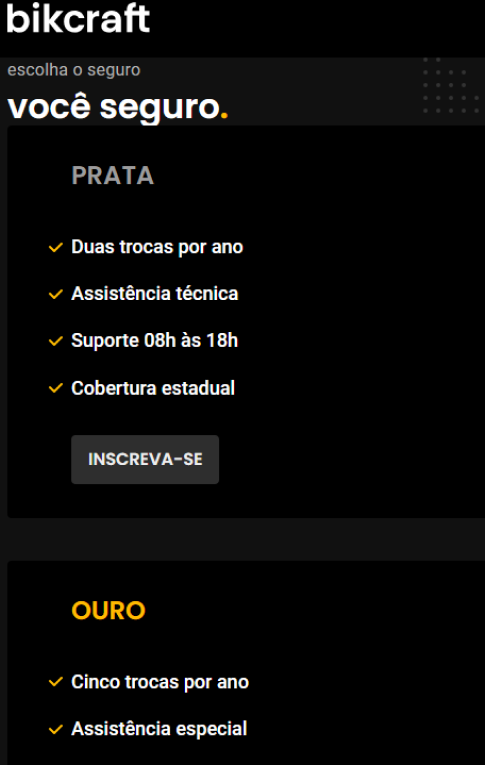 bikcraft
escolha o seguro
você seguro.
PRATA
Duas trocas por ano
Assistência técnica
Suporte 08h às 18h
Cobertura estadual
INSCREVA-SE
OURO
Cinco trocas por ano
Assistência especial